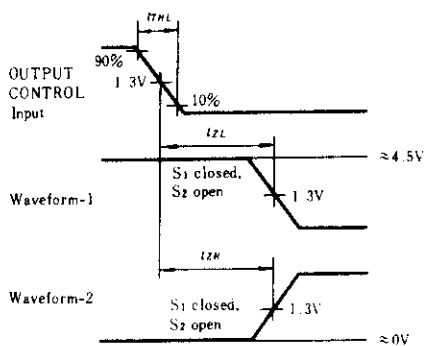 tTHL
90%
1.3V
OUTPUT
CONTROL
Input
10%
tZL
≈4.5V
S1 closed,
S2 open
1.3V
Waveform-1
tZH
Waveform-2
S1 closed,
S2 open
1.3V
≈0V